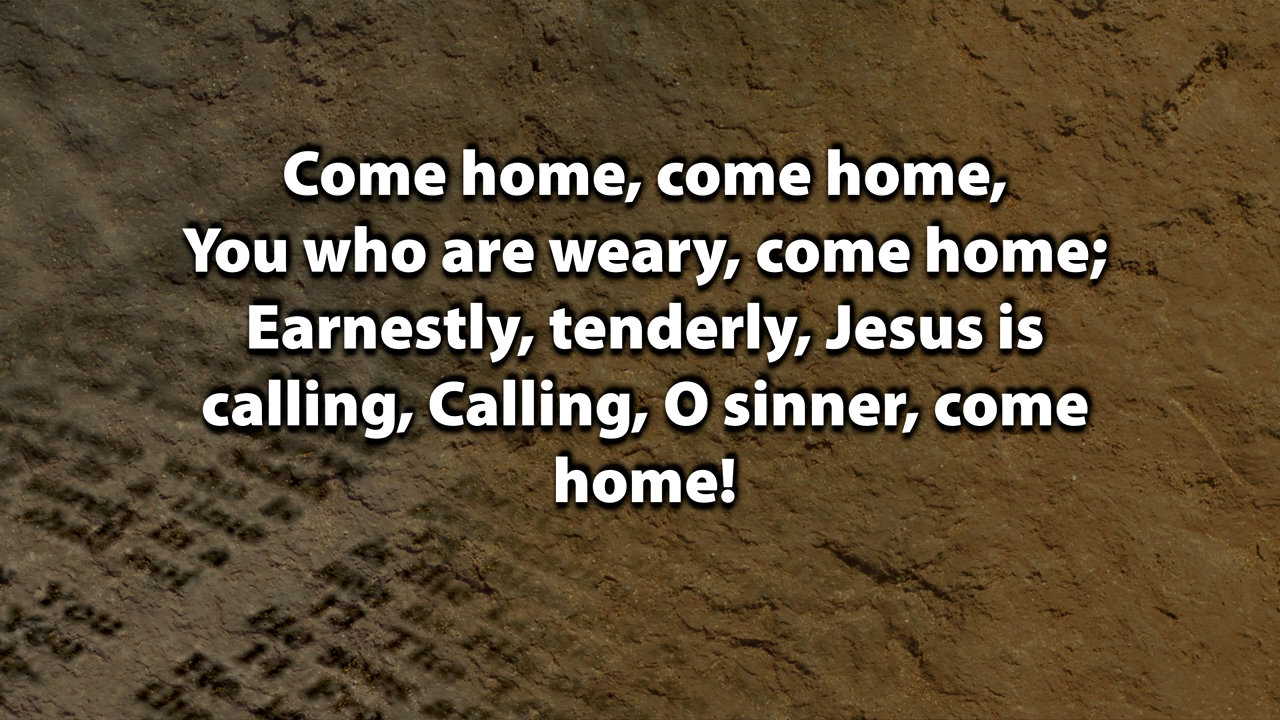 Come home, come home,
You who are weary, come home;
Earnestly, tenderly, Jesus is
calling, Calling, O sinner, come
home!